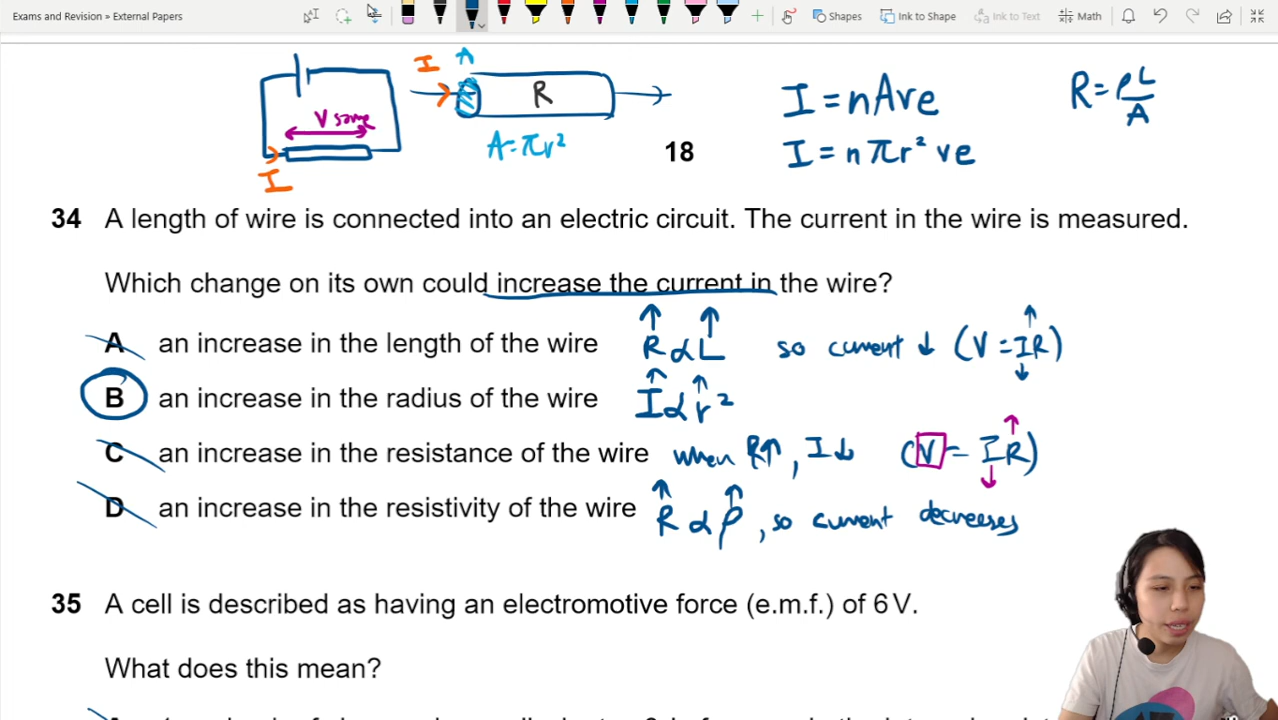 Exams and Revision » External Papers
Shapes
Ink to Shape
Ink to Text
Math
I A
R
I = nAve
R = ρL/A
V same
A = πr²
18
I = nπr² ve
I
34 A length of wire is connected into an electric circuit. The current in the wire is measured.
Which change on its own could increase the current in the wire?
A an increase in the length of the wire R ∝ L so current ↓ (V = IR)
B an increase in the radius of the wire I ∝ r²
C an increase in the resistance of the wire when R↑, I↓ (V = IR)
D an increase in the resistivity of the wire R ∝ ρ, so current decreeses
35 A cell is described as having an electromotive force (e.m.f.) of 6 V.
What does this mean?